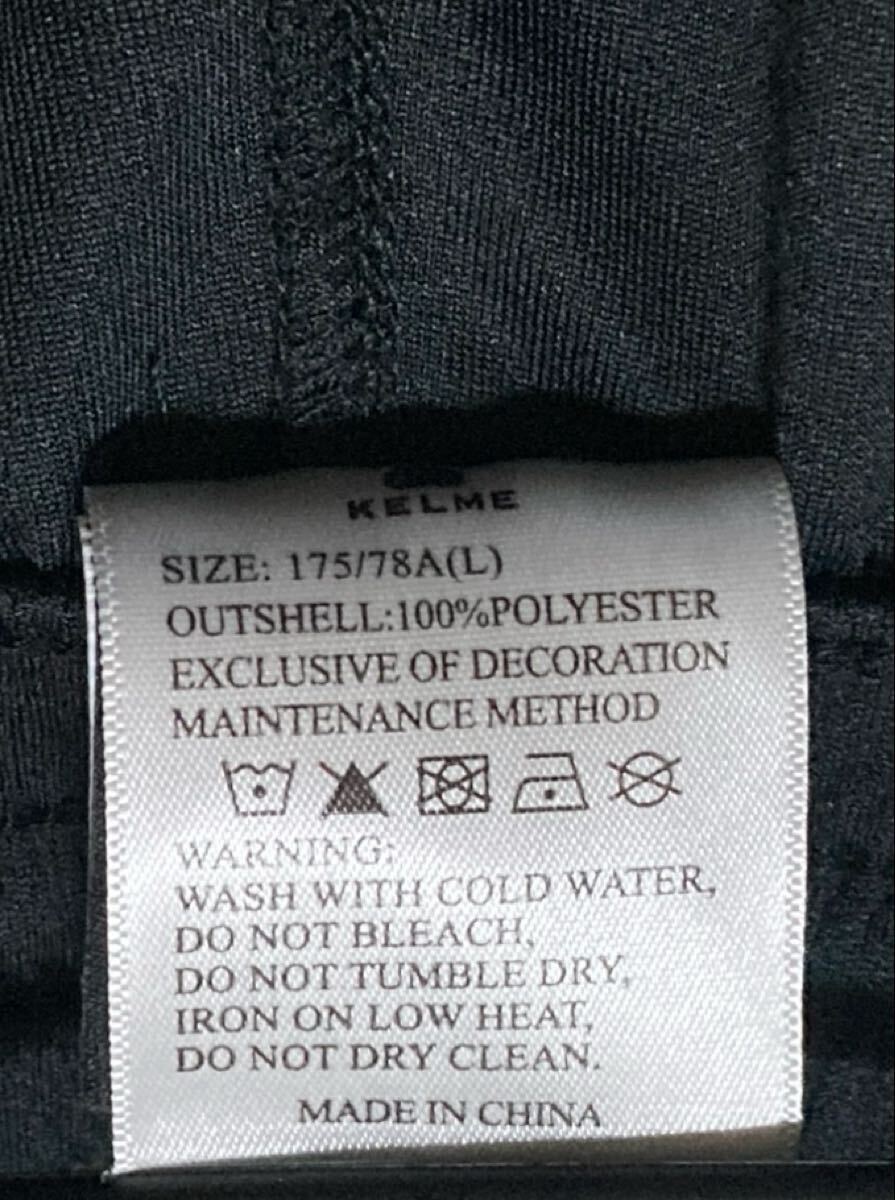 KELME
SIZE: 175/78A(L)
OUTSHELL:100%POLYESTER
EXCLUSIVE OF DECORATION
MAINTENANCE METHOD
WARNING:
WASH WITH COLD WATER,
DO NOT BLEACH,
DO NOT TUMBLE DRY,
IRON ON LOW HEAT,
DO NOT DRY CLEAN.
MADE IN CHINA